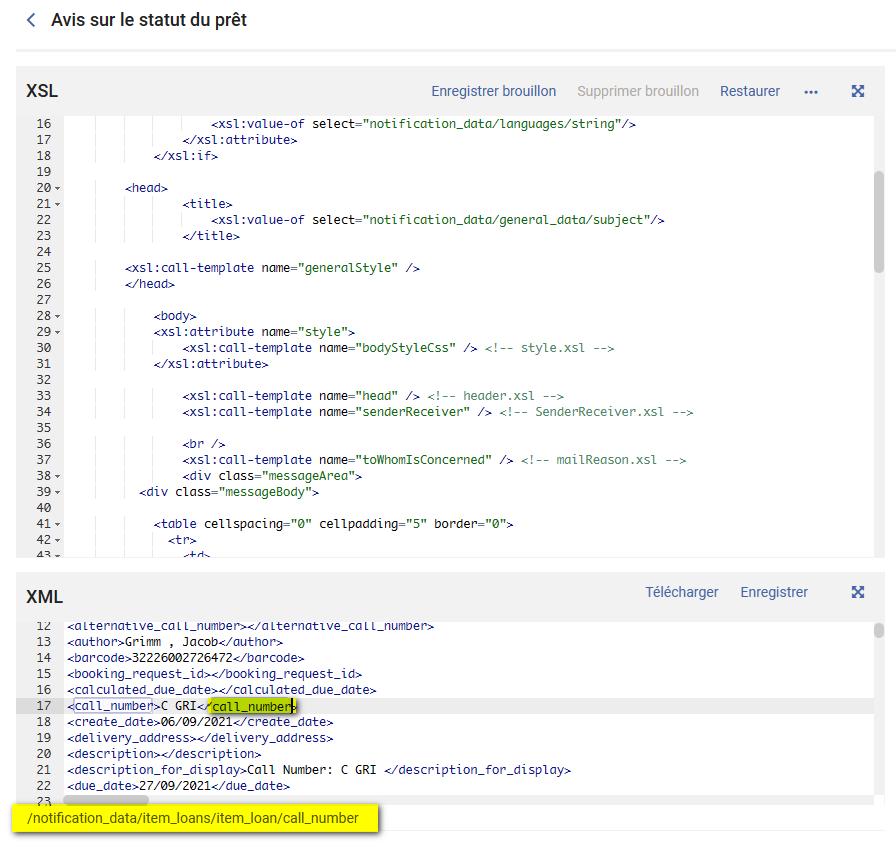 Avis sur le statut du prêt
XSL
Enregistrer brouillon Supprimer brouillon Restaurer ...
16 <xsl:value-of select="notification_data/languages/string"/>
17 </xsl:attribute>
18 </xsl:if>
19
20 <head>
21 <title>
22 <xsl:value-of select="notification_data/general_data/subject"/>
23 </title>
24
25 <xsl:call-template name="generalStyle" />
26 </head>
27
28 <body>
29 <xsl:attribute name="style">
30 <xsl:call-template name="bodyStyleCss" /> <!-- style.xsl -->
31 </xsl:attribute>
32
33 <xsl:call-template name="head" /> <!-- header.xsl -->
34 <xsl:call-template name="senderReceiver" /> <!-- SenderReceiver.xsl -->
35
36 <br />
37 <xsl:call-template name="toWhomIsConcerned" /> <!-- mailReason.xsl -->
38 <div class="messageArea">
39 <div class="messageBody">
40
41 <table cellspacing="0" cellpadding="5" border="0">
42 <tr>
43 <td>
XML
Télécharger Enregistrer
12 <alternative_call_number></alternative_call_number>
13 <author>Grimm , Jacob</author>
14 <barcode>32226002726472</barcode>
15 <booking_request_id></booking_request_id>
16 <calculated_due_date></calculated_due_date>
17 <call_number>C GRI</call_number>
18 <create_date>06/09/2021</create_date>
19 <delivery_address></delivery_address>
20 <description></description>
21 <description_for_display>Call Number: C GRI </description_for_display>
22 <due_date>27/09/2021</due_date>
23
/notification_data/item_loans/item_loan/call_number